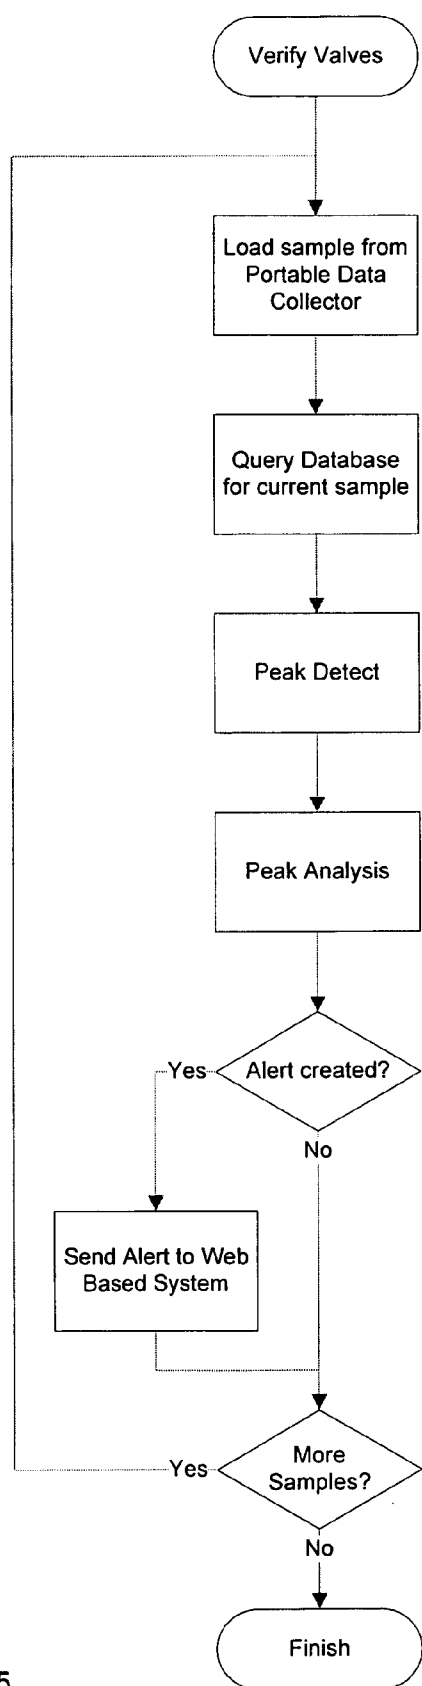 Verify Valves
Load sample from
Portable Data
Collector
Query Database
for current sample
Peak Detect
Peak Analysis
Alert created?
Yes
No
Send Alert to Web
Based System
More
Samples?
Yes
No
Finish
5